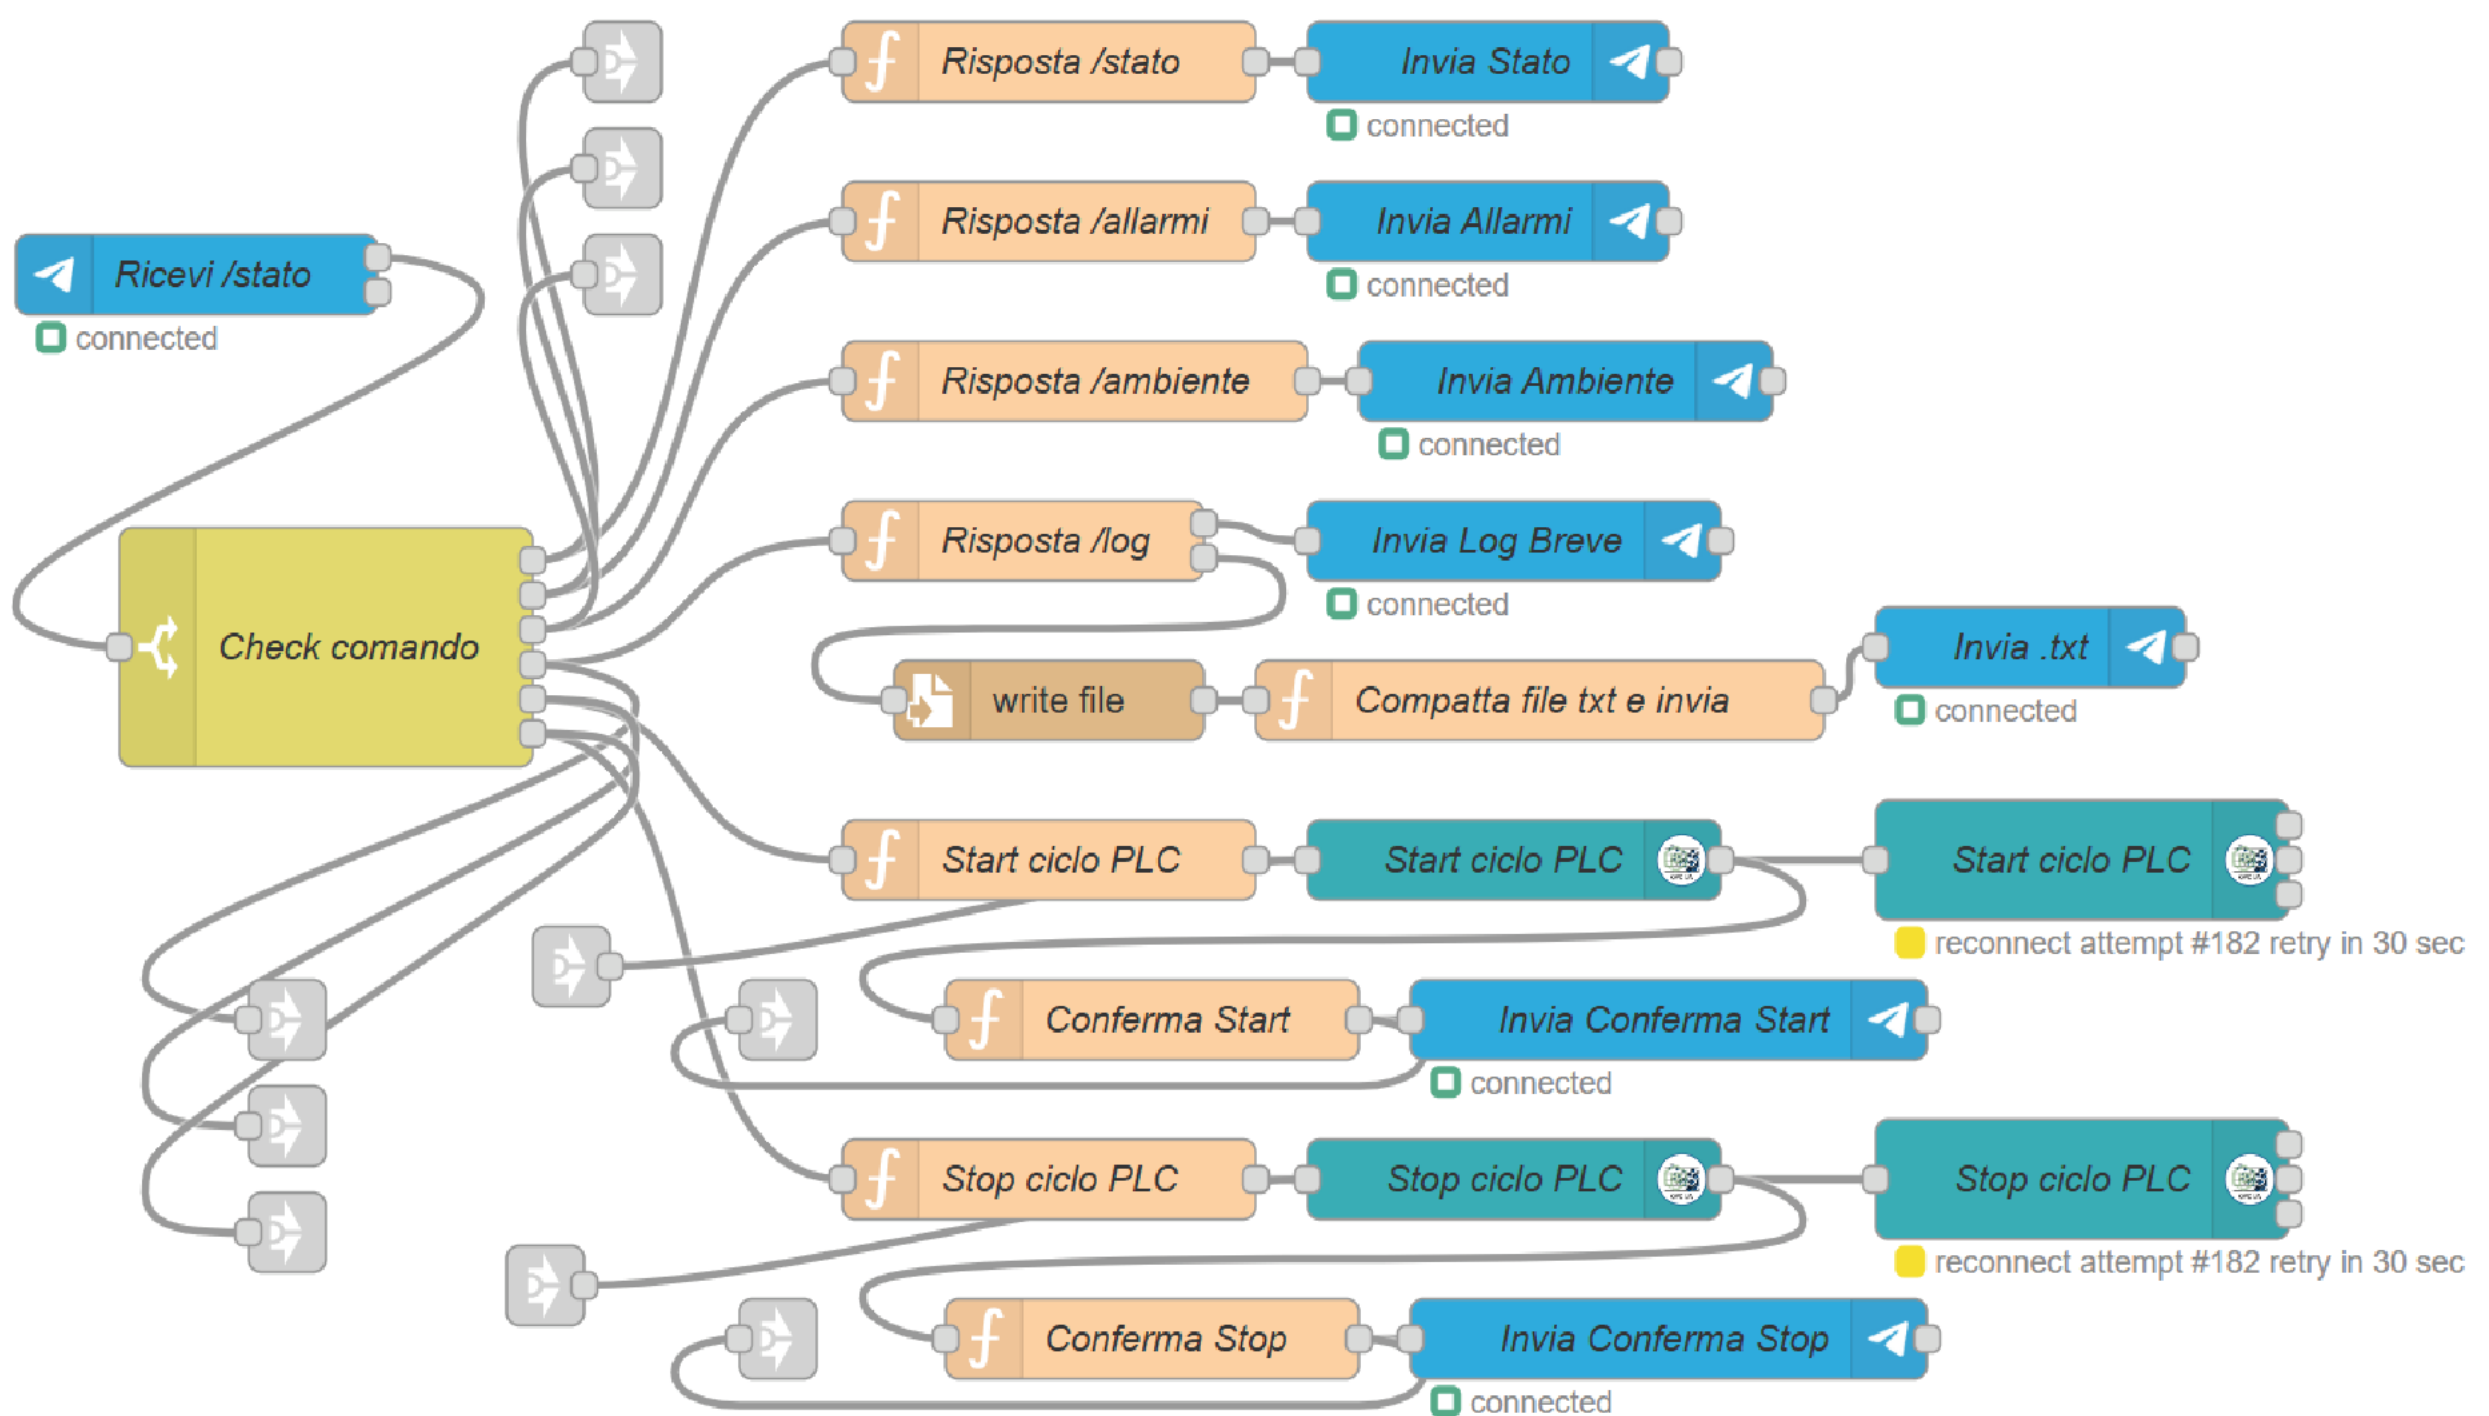 Risposta /stato
Invia Stato
connected
Risposta /allarmi
Invia Allarmi
connected
Ricevi /stato
connected
Risposta /ambiente
Invia Ambiente
connected
Risposta /log
Invia Log Breve
connected
Check comando
write file
Compatta file txt e invia
Invia .txt
connected
Start ciclo PLC
Start ciclo PLC
Start ciclo PLC
reconnect attempt #182 retry in 30 sec
Conferma Start
Invia Conferma Start
connected
Stop ciclo PLC
Stop ciclo PLC
Stop ciclo PLC
reconnect attempt #182 retry in 30 sec
Conferma Stop
Invia Conferma Stop
connected